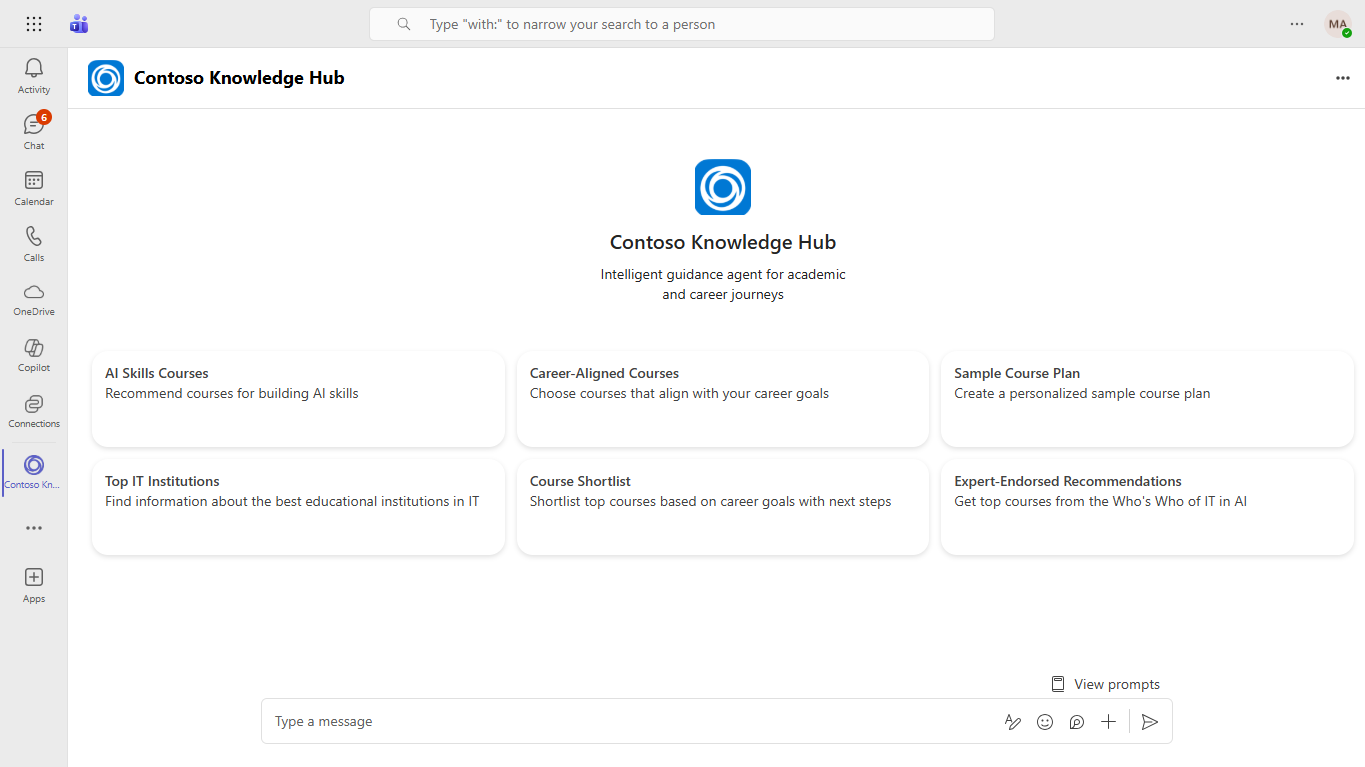 Type "with:" to narrow your search to a person
MA
Activity
6
Chat
Calendar
Calls
OneDrive
Copilot
Connections
Contoso Kn...
Apps
Contoso Knowledge Hub
Contoso Knowledge Hub
Intelligent guidance agent for academic
and career journeys
AI Skills Courses
Recommend courses for building AI skills
Career-Aligned Courses
Choose courses that align with your career goals
Sample Course Plan
Create a personalized sample course plan
Top IT Institutions
Find information about the best educational institutions in IT
Course Shortlist
Shortlist top courses based on career goals with next steps
Expert-Endorsed Recommendations
Get top courses from the Who's Who of IT in AI
View prompts
Type a message